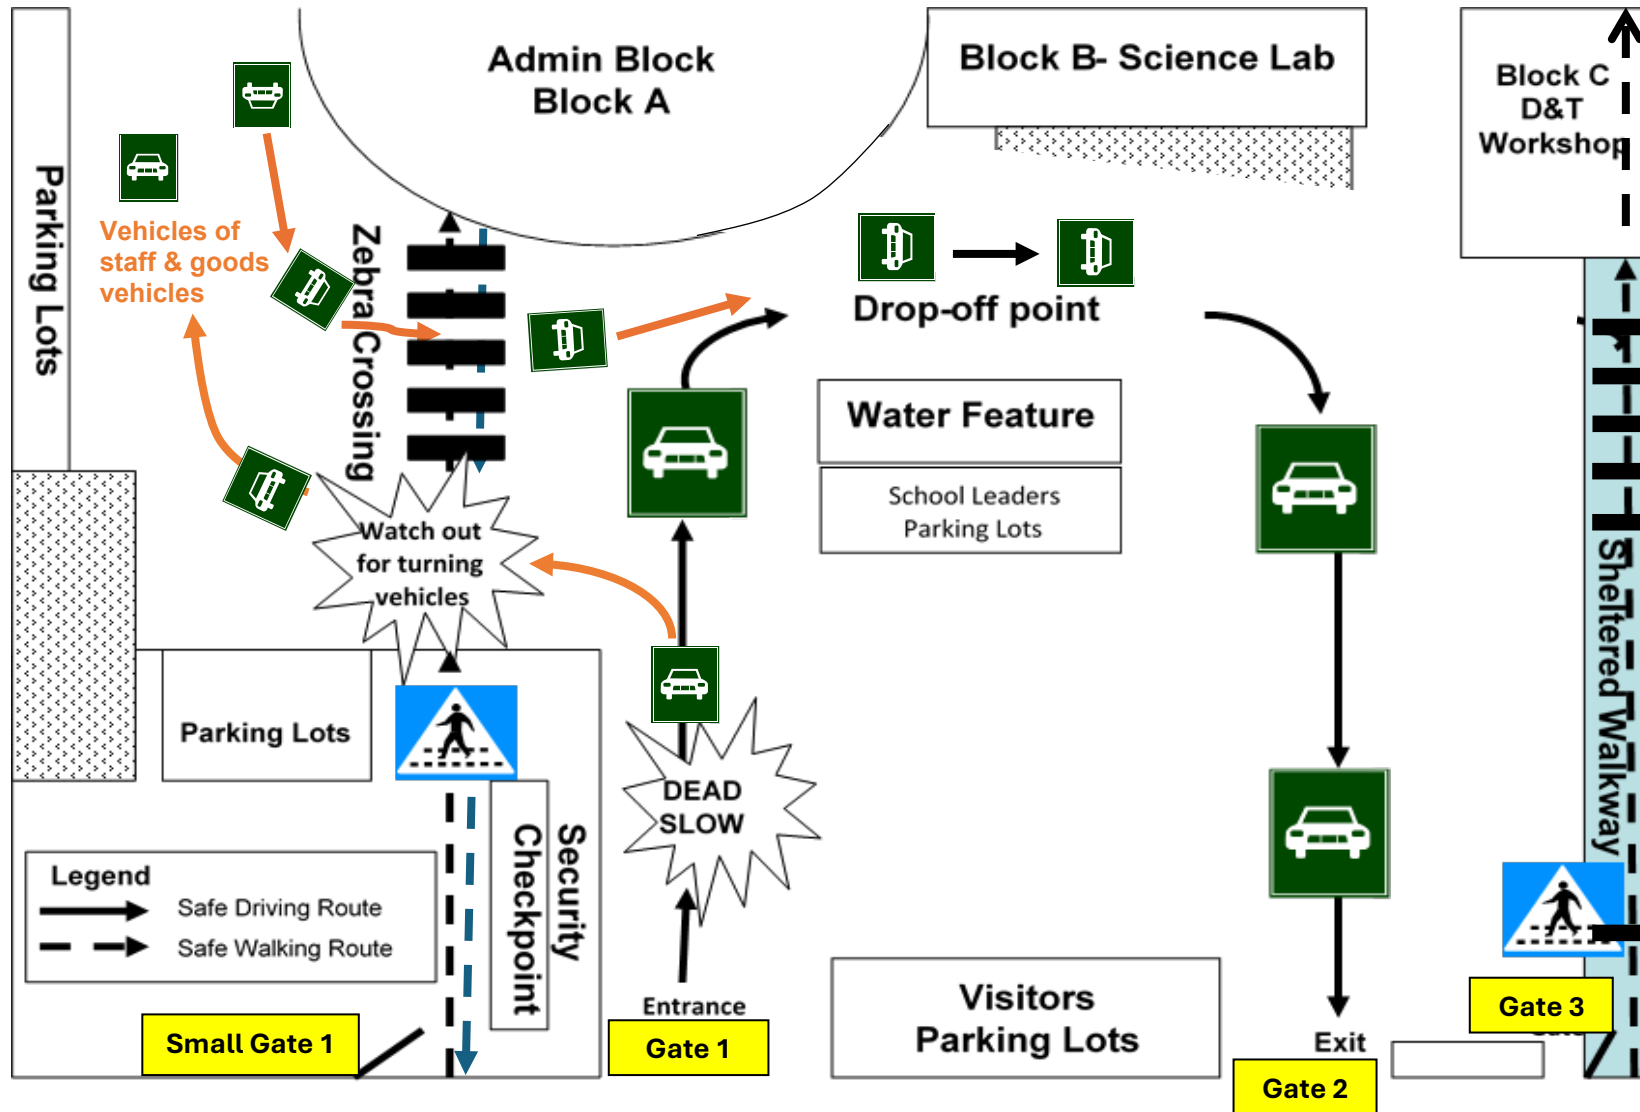 Admin Block
Block A
Block B- Science Lab
Block C
D&T
Workshop
Parking Lots
Vehicles of
staff & goods
vehicles
Zebra Crossing
Drop-off point
Water Feature
School Leaders
Parking Lots
Watch out
for turning
vehicles
Parking Lots
DEAD
SLOW
Security
Checkpoint
Sheltered Walkway
Legend
Safe Driving Route
Safe Walking Route
Small Gate 1
Entrance
Gate 1
Visitors
Parking Lots
Exit
Gate 2
Gate 3